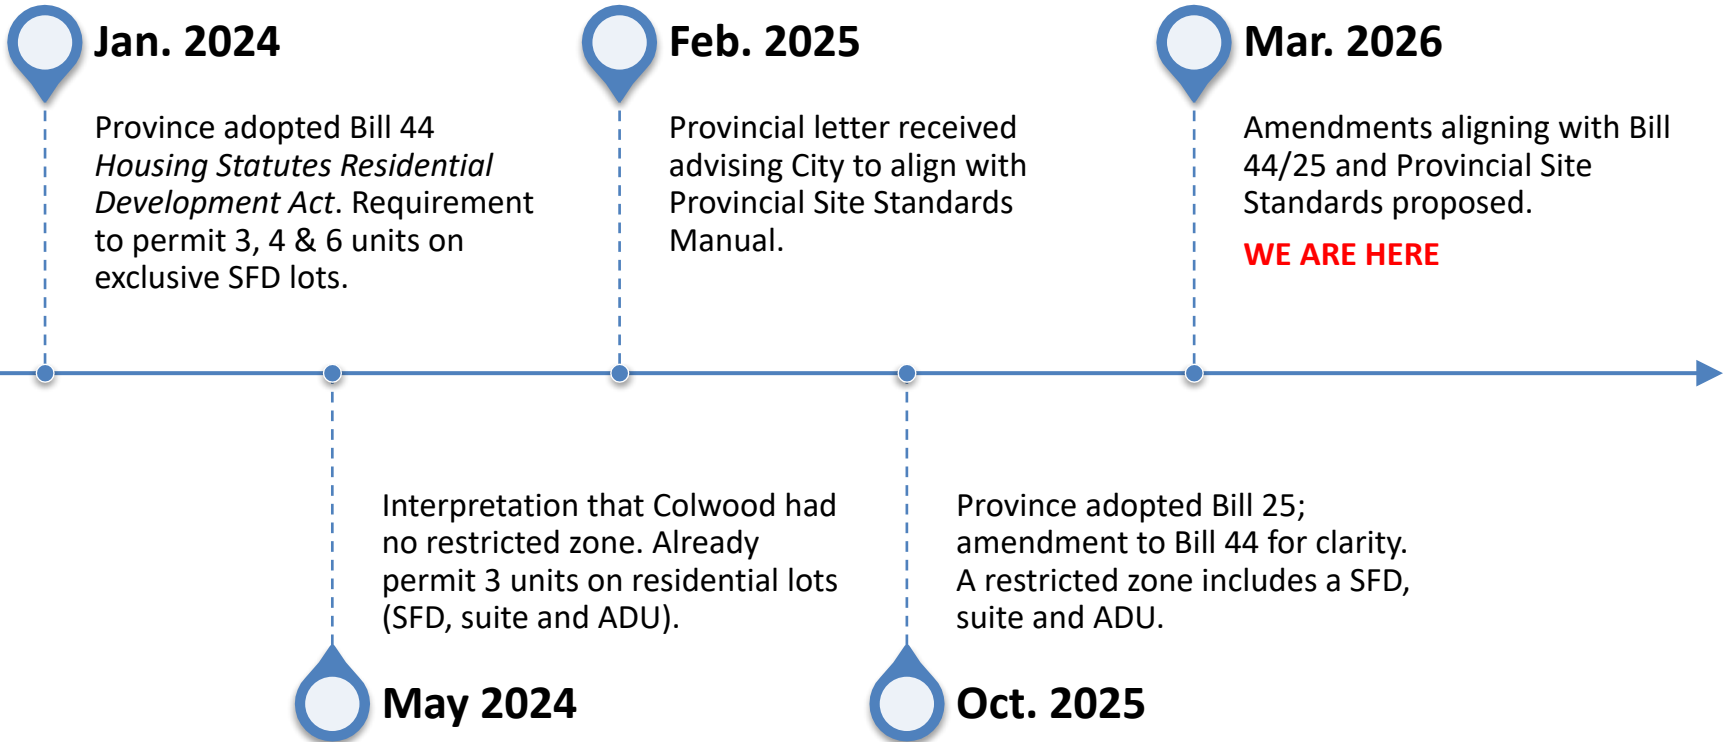 Jan. 2024
Province adopted Bill 44
Housing Statutes Residential
Development Act. Requirement
to permit 3, 4 & 6 units on
exclusive SFD lots.
Feb. 2025
Provincial letter received
advising City to align with
Provincial Site Standards
Manual.
Mar. 2026
Amendments aligning with Bill
44/25 and Provincial Site
Standards proposed.
WE ARE HERE
Interpretation that Colwood had
no restricted zone. Already
permit 3 units on residential lots
(SFD, suite and ADU).
May 2024
Province adopted Bill 25;
amendment to Bill 44 for clarity.
A restricted zone includes a SFD,
suite and ADU.
Oct. 2025